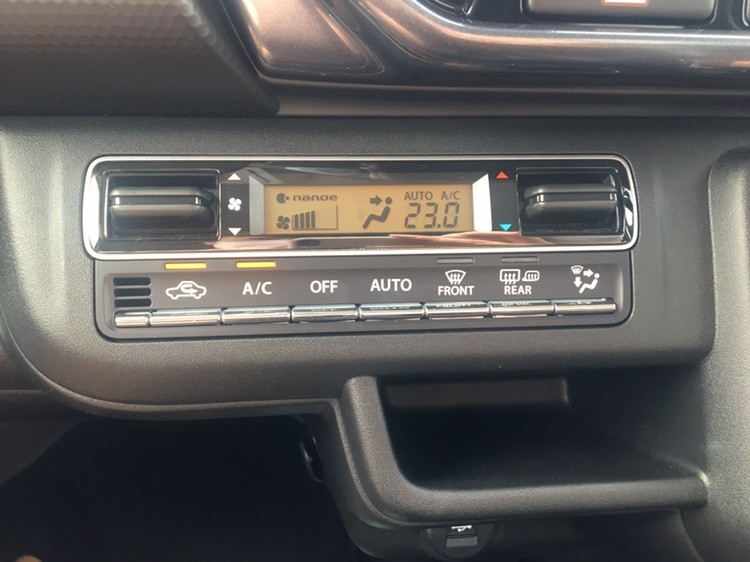 nanoe
AUTO A/C
23.0
A/C OFF AUTO FRONT REAR